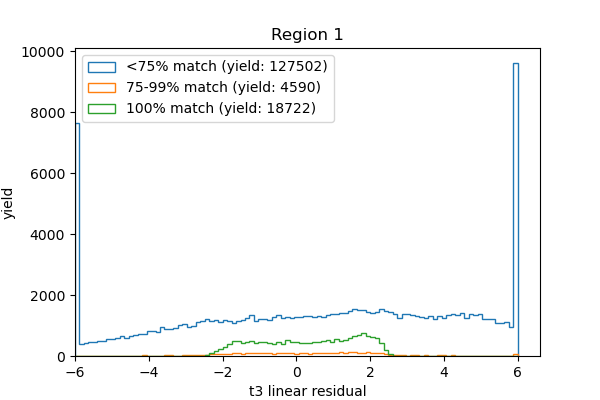 Region 1
10000
8000
6000
4000
2000
0
yield
<75% match (yield: 127502)
75-99% match (yield: 4590)
100% match (yield: 18722)
−6 −4 −2 0 2 4 6
t3 linear residual